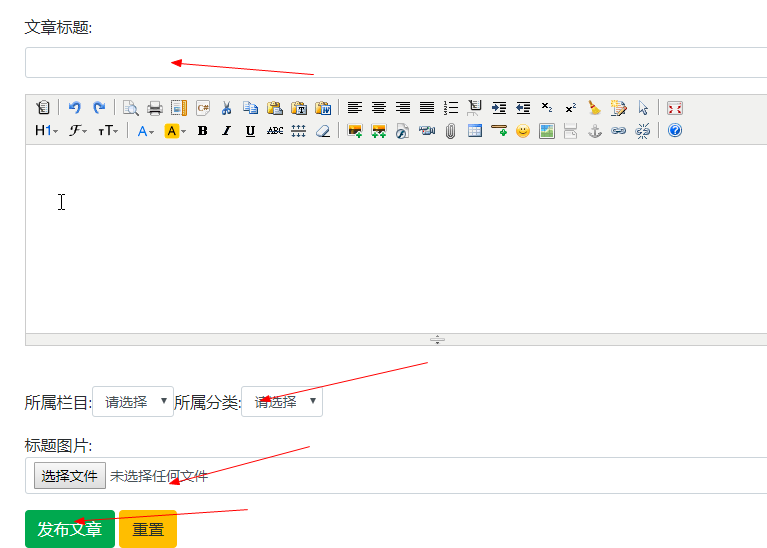 文章标题:
C#
T W
H1 F тT A A B I U ABC
所属栏目: 请选择 所属分类: 请选择
标题图片:
选择文件 未选择任何文件
发布文章 重置